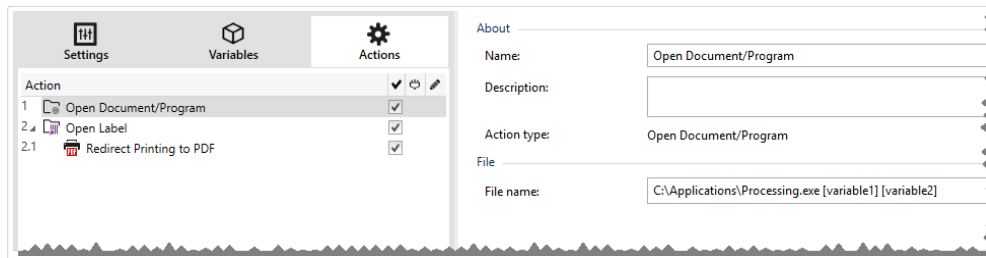 Settings
Variables
Actions
Action
1 Open Document/Program
2 Open Label
2.1 Redirect Printing to PDF
About
Name: Open Document/Program
Description:
Action type: Open Document/Program
File
File name: C:\Applications\Processing.exe [variable1] [variable2]